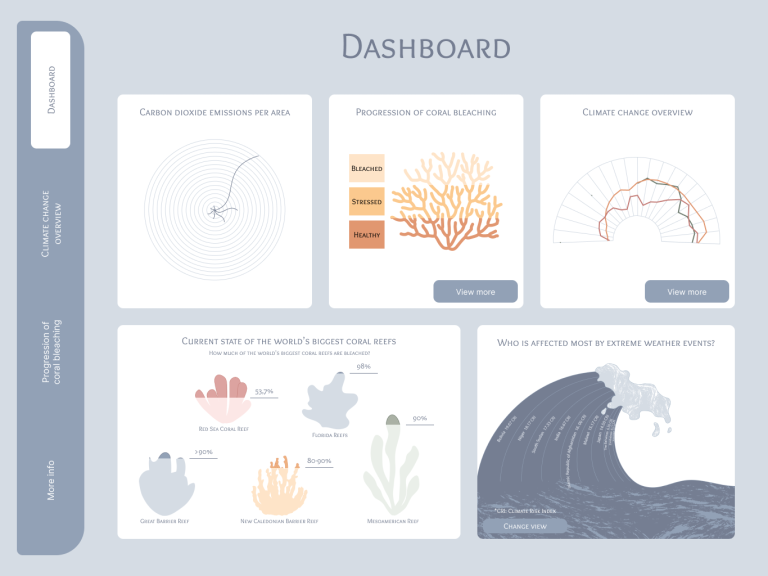 Dashboard
Dashboard
Climate change
overview
Progression of
coral bleaching
More info
Carbon dioxide emissions per area
Progression of coral bleaching
Bleached
Stressed
Healthy
View more
Climate change overview
View more
Current state of the world's biggest coral reefs
How much of the world's biggest coral reefs are bleached?
53,7%
Red Sea Coral Reef
98%
Florida Reefs
90%
Mesoamerican Reef
>90%
Great Barrier Reef
80-90%
New Caledonian Barrier Reef
Who is affected most by extreme weather events?
*CRI: Climate Risk Index
Change view